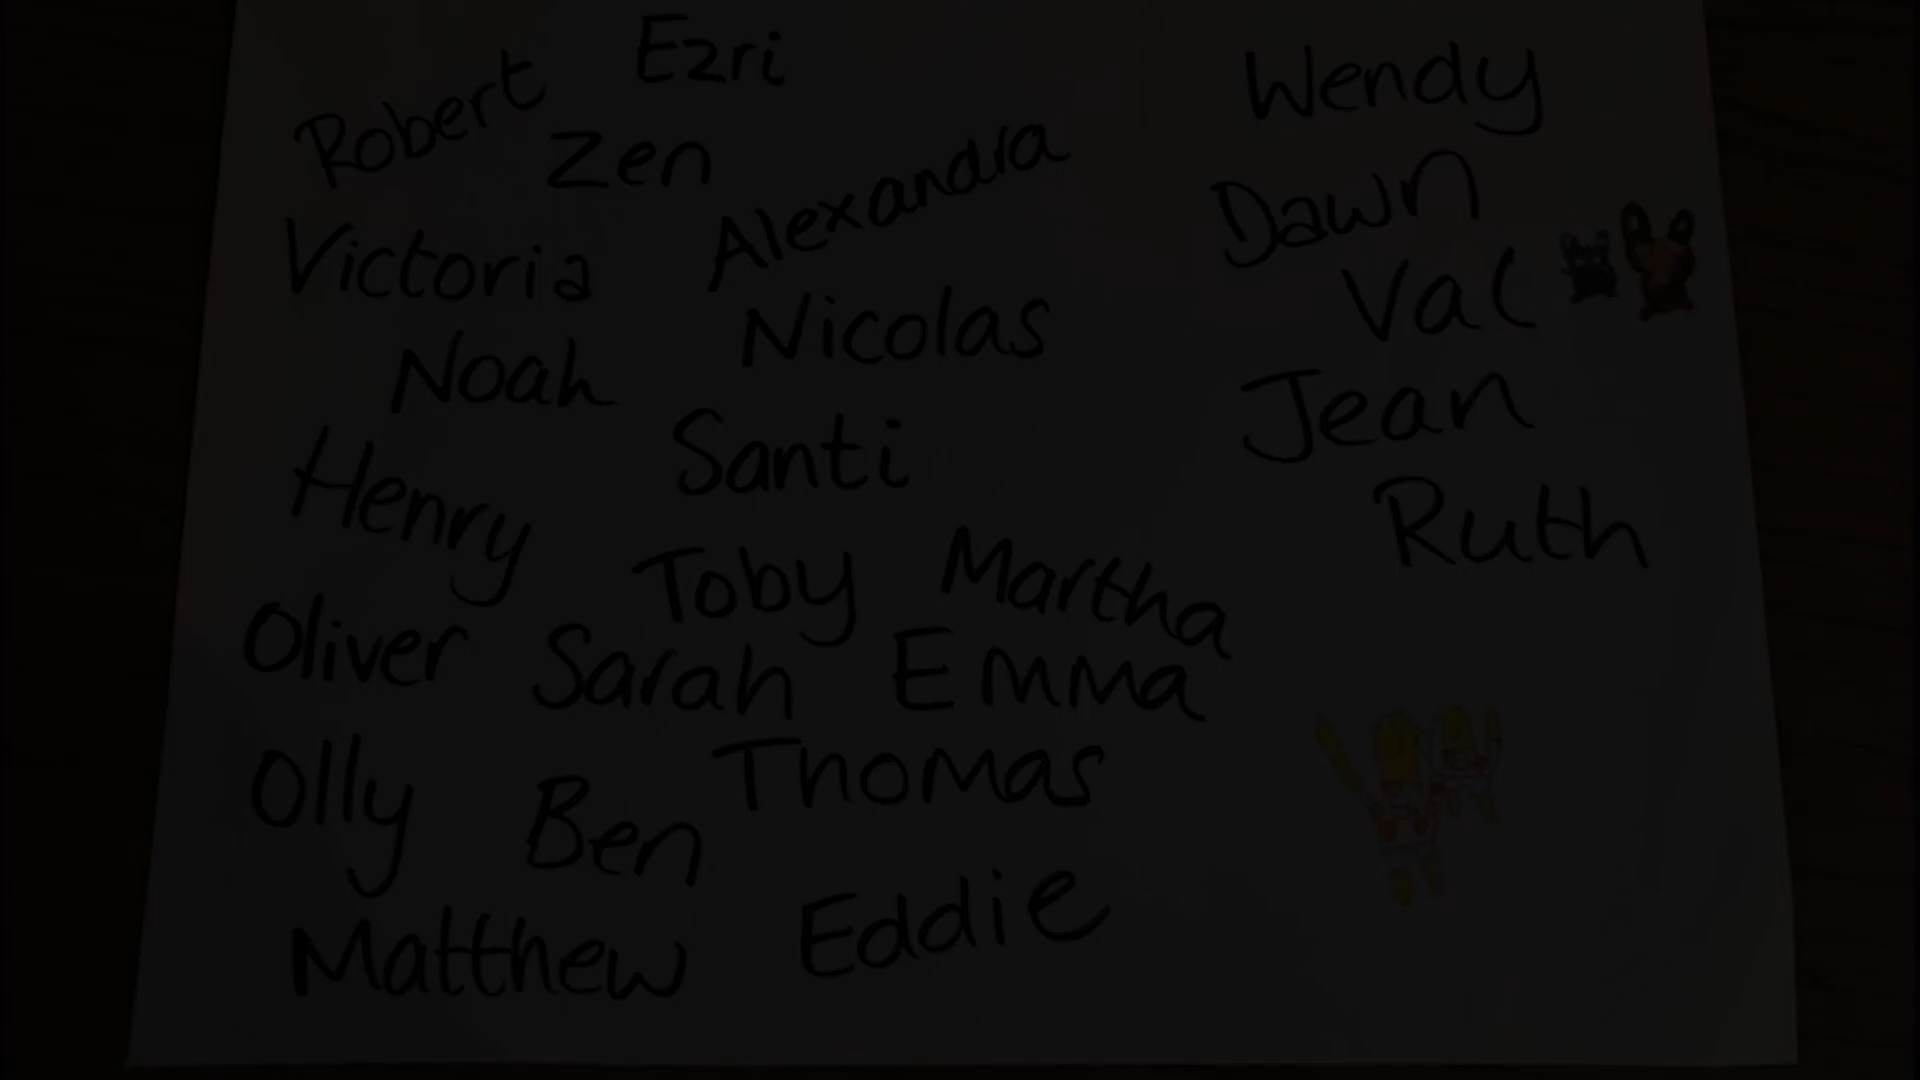 Ezri
Robert
Zen
Alexandra
Victoria
Nicolas
Noah
Santi
Henry
Toby Martha
Oliver Sarah Emma
Thomas
Olly Ben
Matthew Eddie
Wendy
Dawn
Val
Jean
Ruth